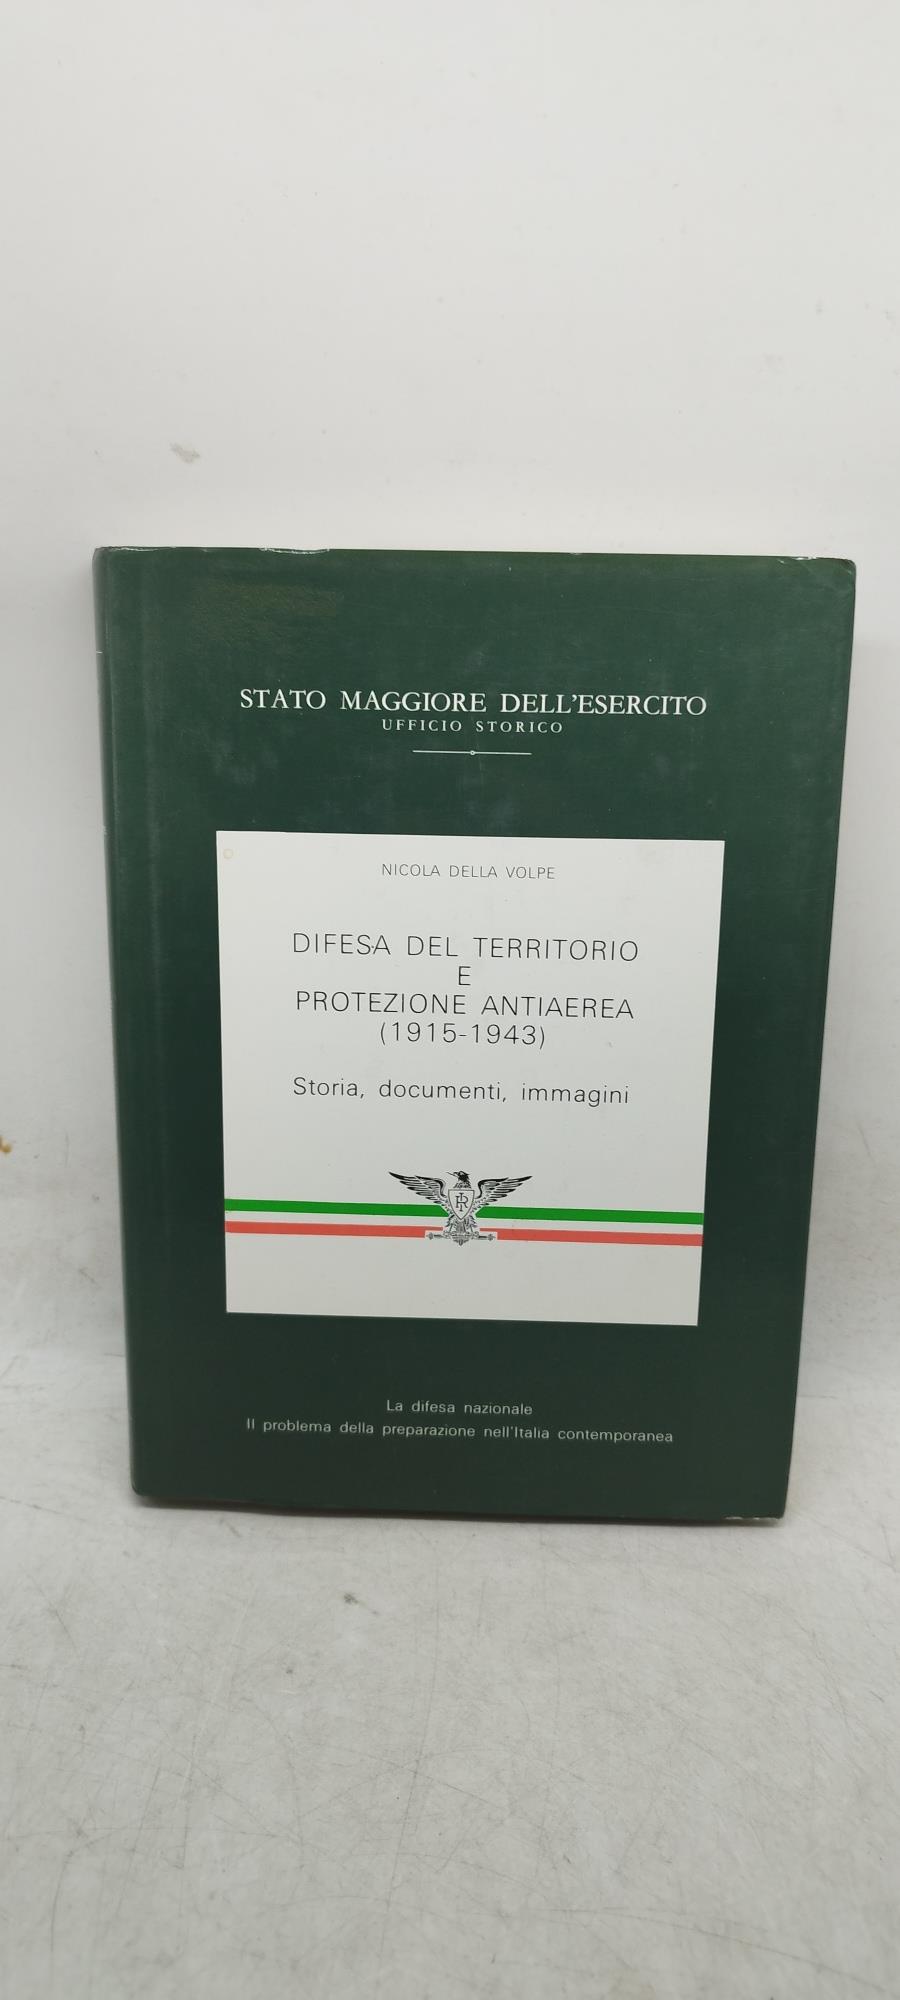 STATO MAGGIORE DELL'ESERCITO
UFFICIO STORICO
NICOLA DELLA VOLPE
DIFESA DEL TERRITORIO
E
PROTEZIONE ANTIAEREA
(1915-1943)
Storia, documenti, immagini
La difesa nazionale
Il problema della preparazione nell'Italia contemporanea